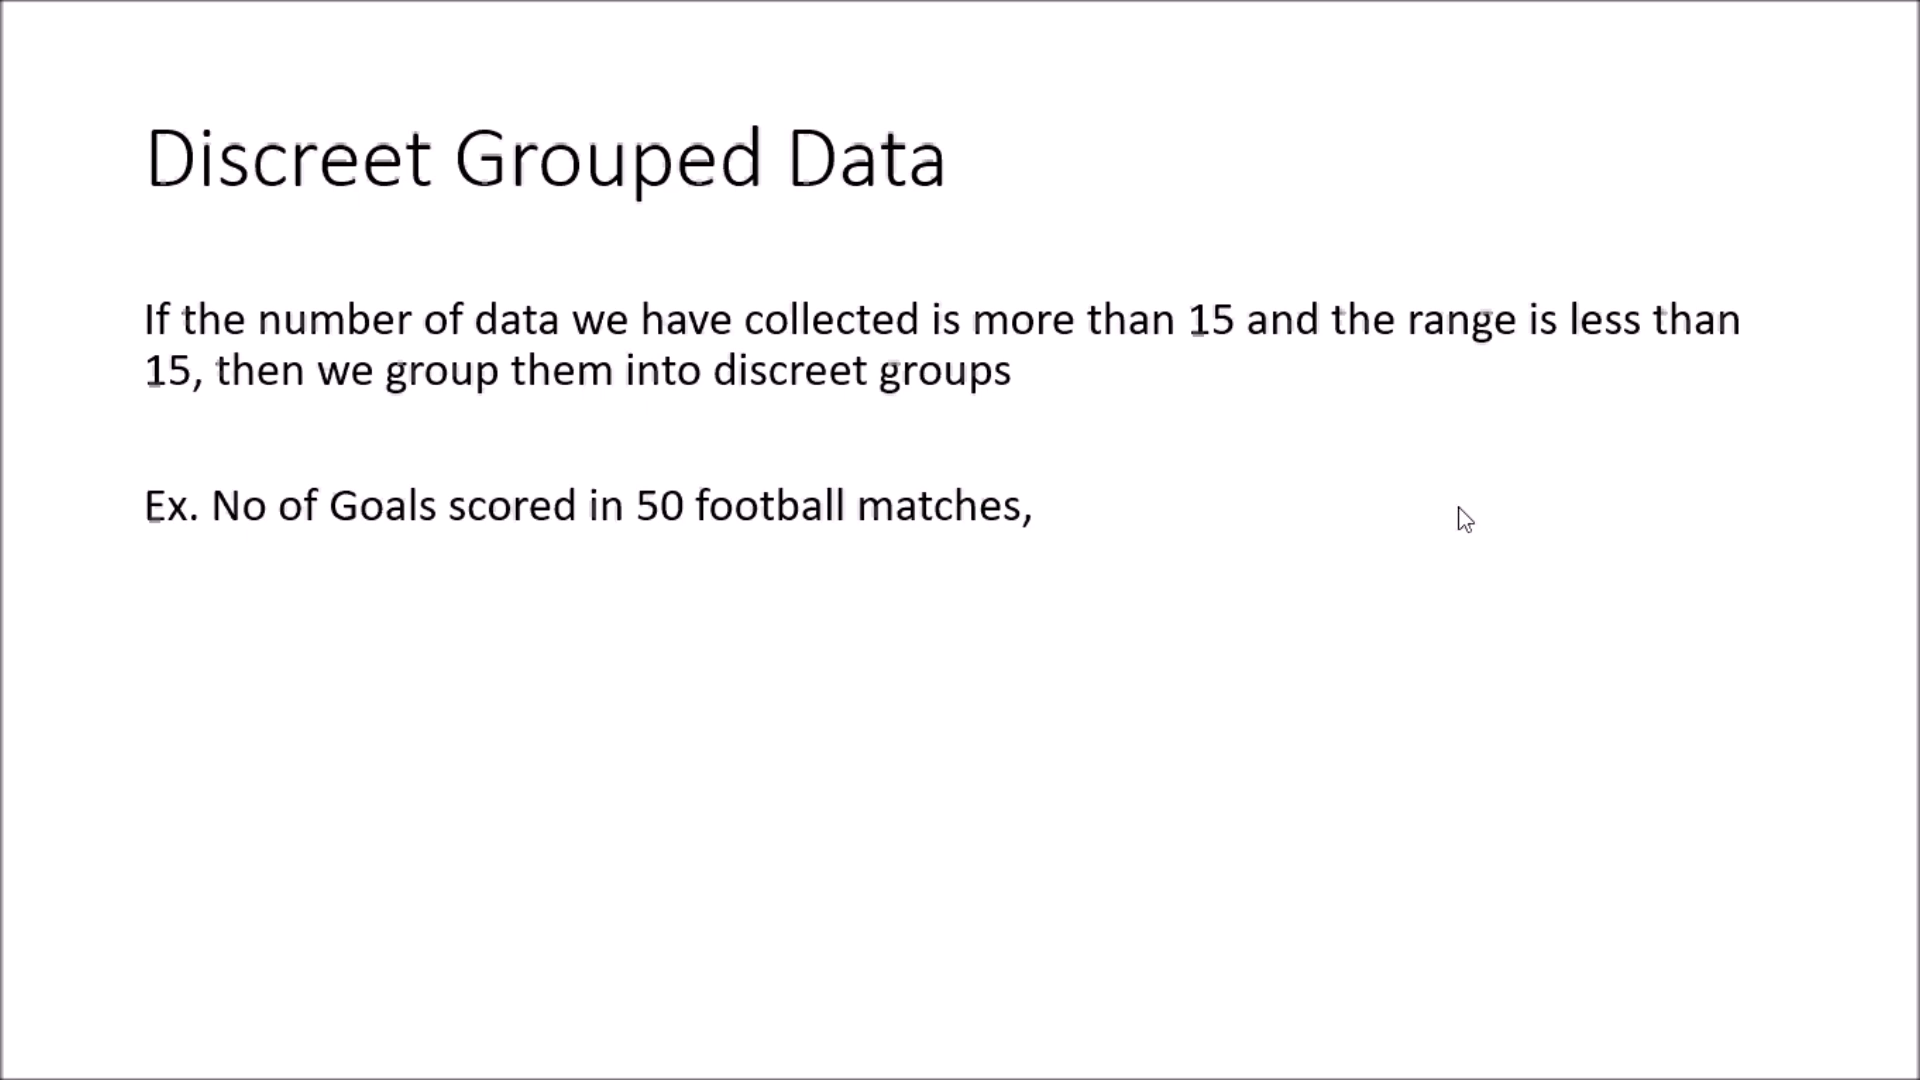 Discreet Grouped Data
If the number of data we have collected is more than 15 and the range is less than
15, then we group them into discreet groups
Ex. No of Goals scored in 50 football matches,